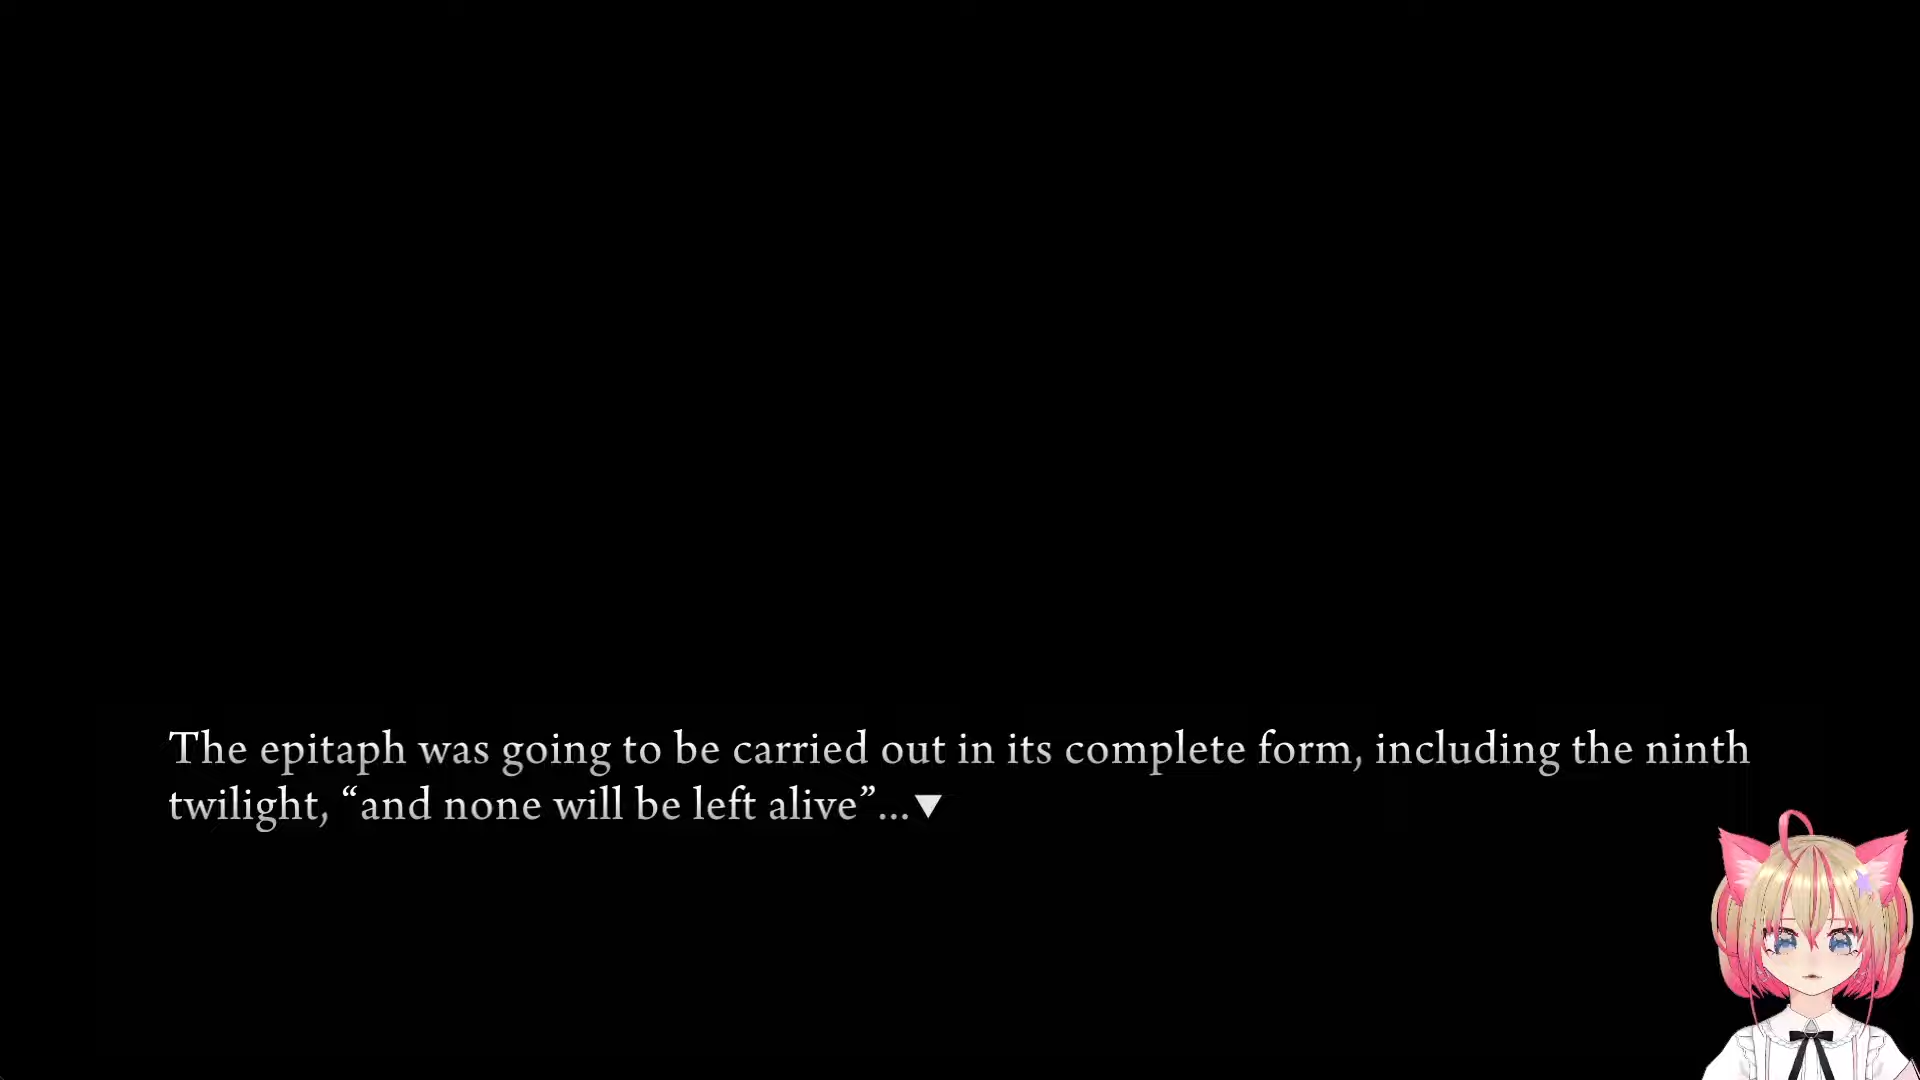 The epitaph was going to be carried out in its complete form, including the ninth
twilight, “and none will be left alive”...▼